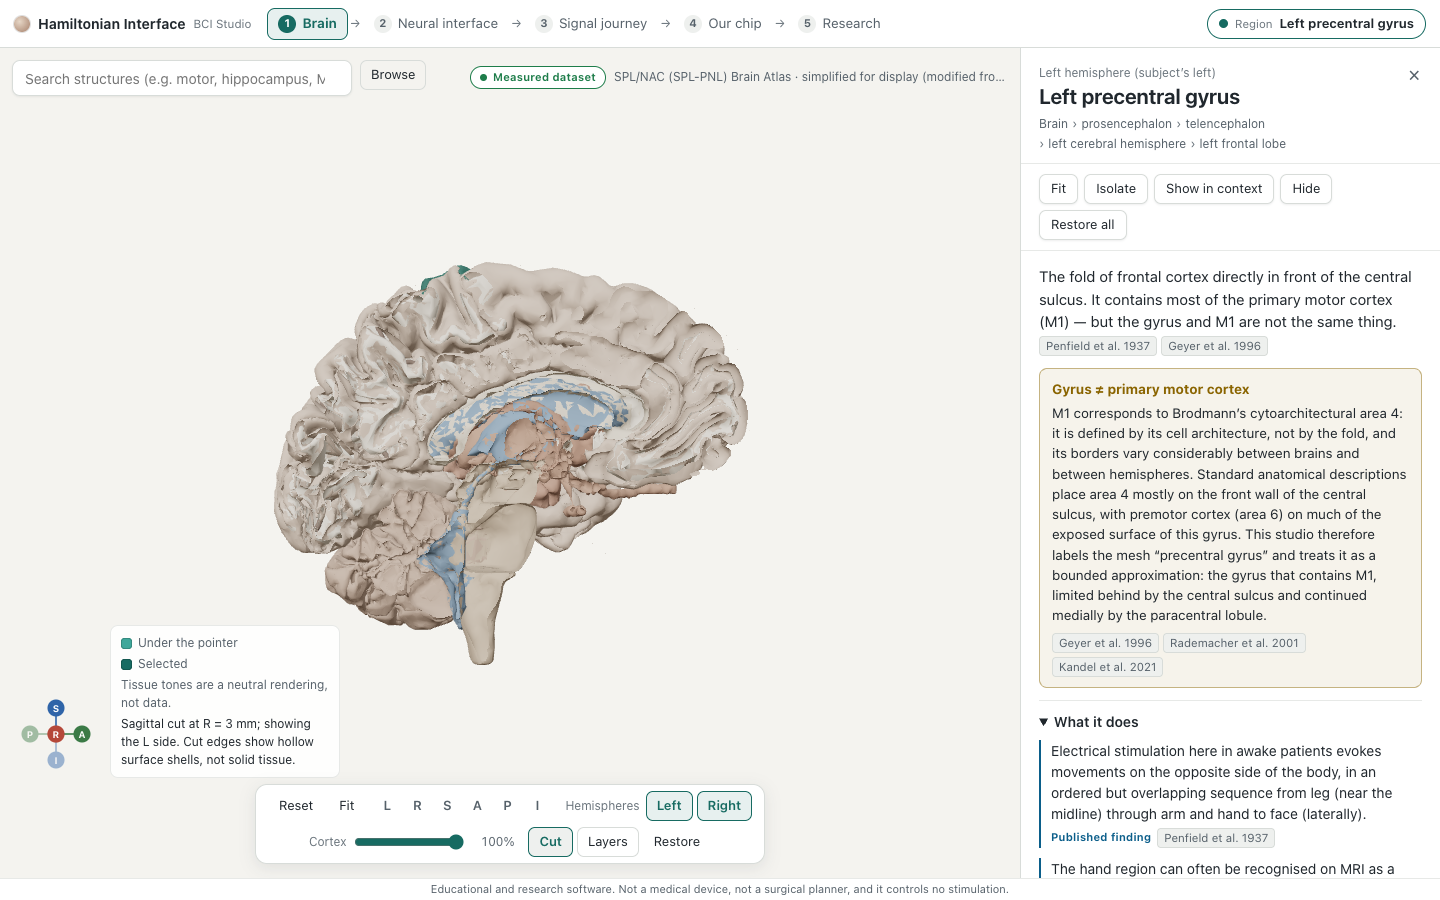 Hamiltonian Interface BCI Studio
1 Brain → 2 Neural interface → 3 Signal journey → 4 Our chip → 5 Research
Region Left precentral gyrus
Search structures (e.g. motor, hippocampus, M
Browse
Measured dataset SPL/NAC (SPL-PNL) Brain Atlas · simplified for display (modified fro…
Under the pointer
Selected
Tissue tones are a neutral rendering,
not data.
Sagittal cut at R = 3 mm; showing
the L side. Cut edges show hollow
surface shells, not solid tissue.
S
P R A
I
Reset Fit L R S A P I Hemispheres Left Right
Cortex 100% Cut Layers Restore
Left hemisphere (subject's left)
×
Left precentral gyrus
Brain › prosencephalon › telencephalon
› left cerebral hemisphere › left frontal lobe
Fit Isolate Show in context Hide
Restore all
The fold of frontal cortex directly in front of the central
sulcus. It contains most of the primary motor cortex
(M1) — but the gyrus and M1 are not the same thing.
Penfield et al. 1937 Geyer et al. 1996
Gyrus ≠ primary motor cortex
M1 corresponds to Brodmann's cytoarchitectural area 4:
it is defined by its cell architecture, not by the fold, and
its borders vary considerably between brains and
between hemispheres. Standard anatomical descriptions
place area 4 mostly on the front wall of the central
sulcus, with premotor cortex (area 6) on much of the
exposed surface of this gyrus. This studio therefore
labels the mesh “precentral gyrus” and treats it as a
bounded approximation: the gyrus that contains M1,
limited behind by the central sulcus and continued
medially by the paracentral lobule.
Geyer et al. 1996 Rademacher et al. 2001
Kandel et al. 2021
▼ What it does
Electrical stimulation here in awake patients evokes
movements on the opposite side of the body, in an
ordered but overlapping sequence from leg (near the
midline) through arm and hand to face (laterally).
Published finding Penfield et al. 1937
The hand region can often be recognised on MRI as a
Educational and research software. Not a medical device, not a surgical planner, and it controls no stimulation.